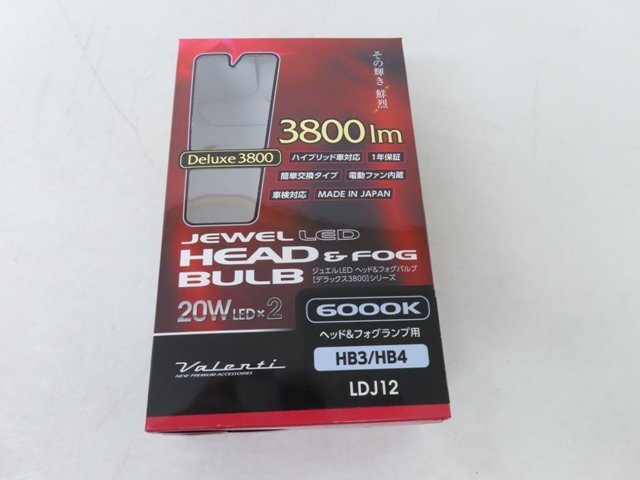 その輝き、鮮烈。
3800lm
Deluxe3800
ハイブリッド車対応 1年保証
簡単交換タイプ 電動ファン内蔵
車検対応 MADE IN JAPAN
JEWEL LED
HEAD & FOG
BULB
ジュエルLED ヘッド&フォグバルブ
[デラックス3800]シリーズ
20W LED×2
6000K
ヘッド&フォグランプ用
HB3/HB4
Valenti
NEW PREMIUM ACCESSORIES
LDJ12